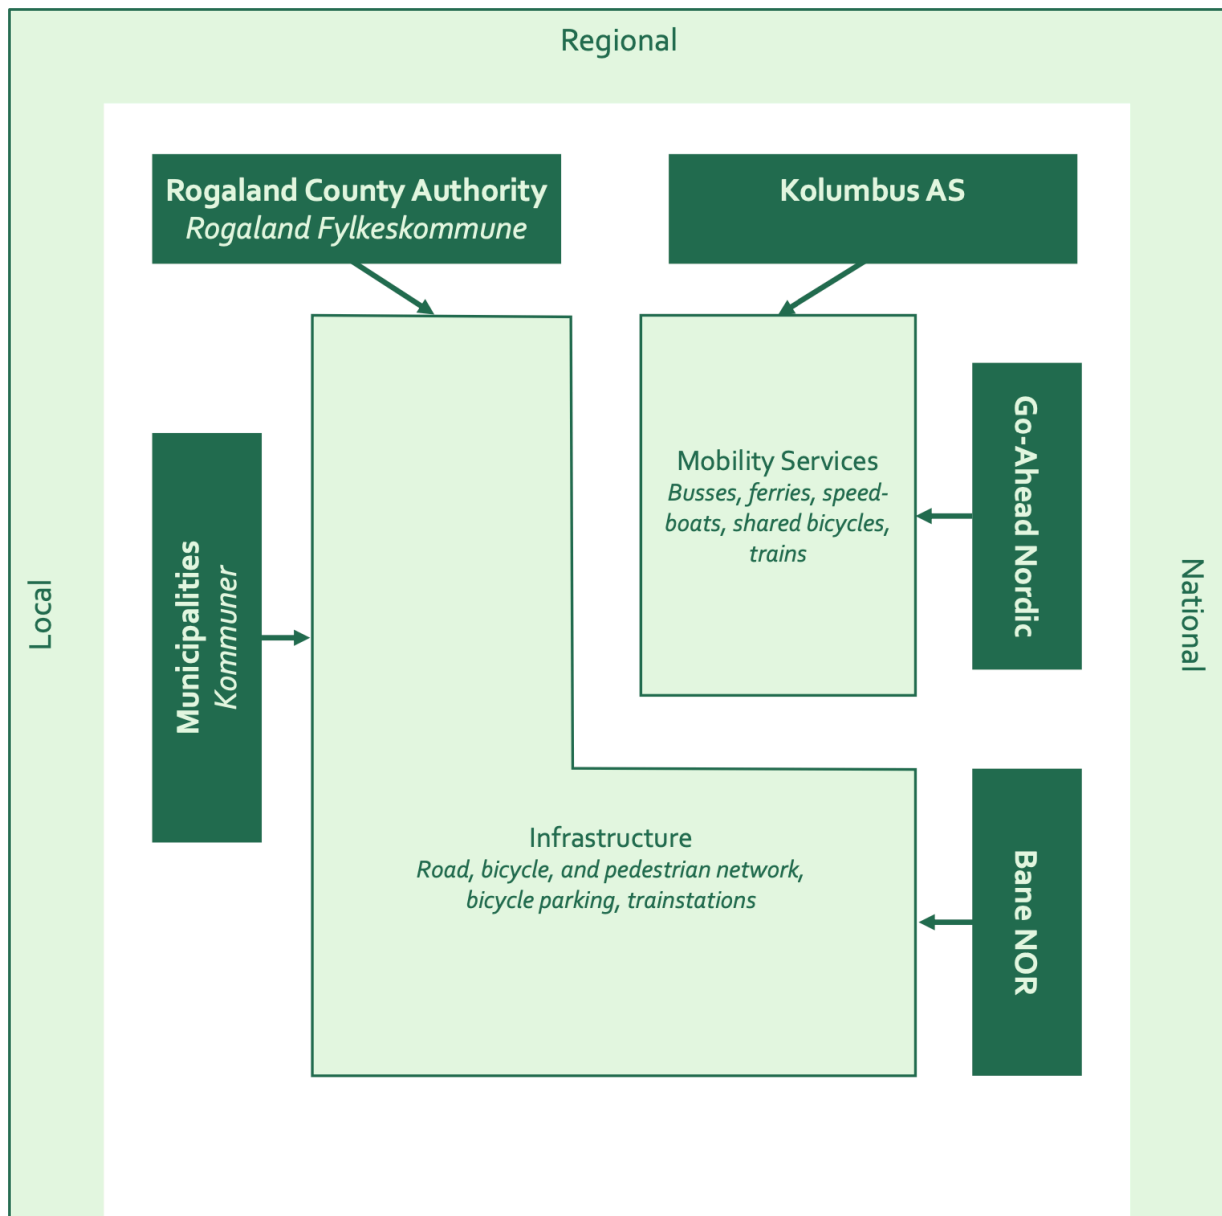 Regional
Rogaland County Authority
Rogaland Fylkeskommune
Kolumbus AS
Local
Municipalities
Kommuner
Mobility Services
Busses, ferries, speed-
boats, shared bicycles,
trains
Go-Ahead Nordic
National
Infrastructure
Road, bicycle, and pedestrian network,
bicycle parking, trainstations
Bane NOR